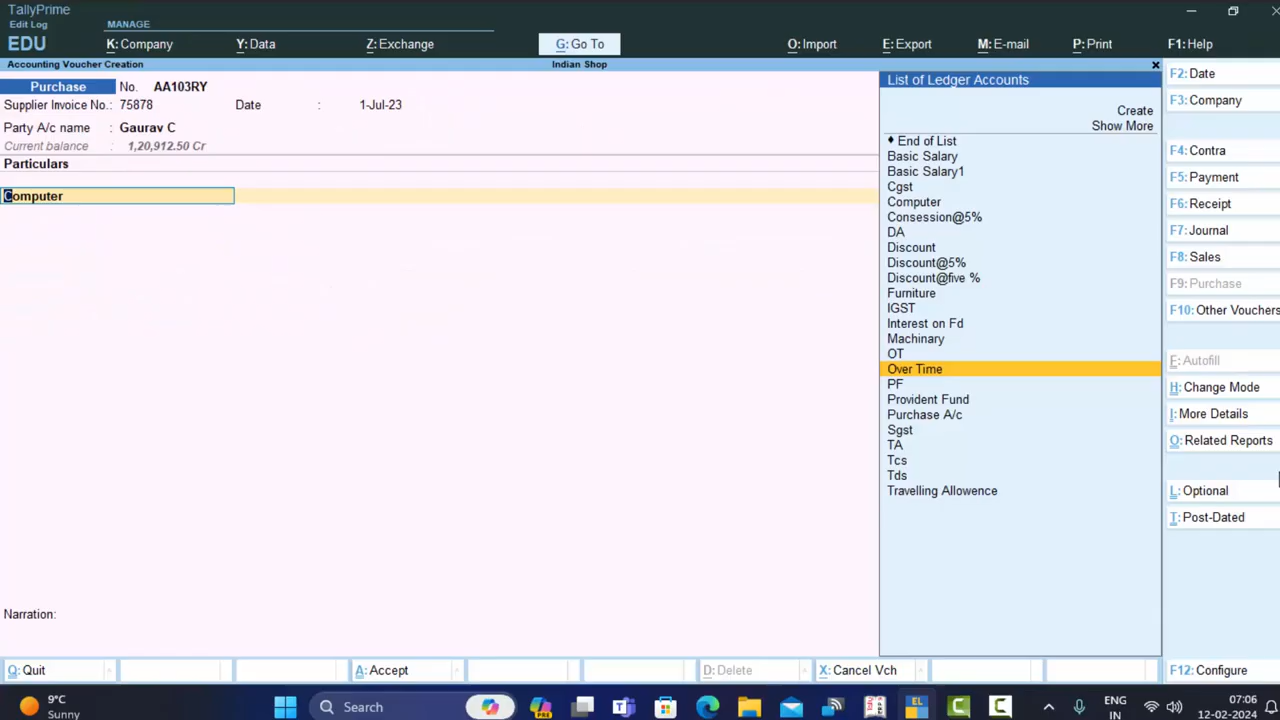 TallyPrime
Edit Log
MANAGE
EDU
K: Company
Y: Data
Z: Exchange
G: Go To
O: Import
E: Export
M: E-mail
P: Print
F1: Help
Accounting Voucher Creation
Indian Shop
Purchase No. AA103RY
Supplier Invoice No.: 75878 Date : 1-Jul-23
Party A/c name : Gaurav C
Current balance : 1,20,912.50 Cr
Particulars
Computer
Narration:
List of Ledger Accounts
Create
Show More
♦ End of List
Basic Salary
Basic Salary1
Cgst
Computer
Consession@5%
DA
Discount
Discount@5%
Discount@five %
Furniture
IGST
Interest on Fd
Machinary
OT
Over Time
PF
Provident Fund
Purchase A/c
Sgst
TA
Tcs
Tds
Travelling Allowence
F2: Date
F3: Company
F4: Contra
F5: Payment
F6: Receipt
F7: Journal
F8: Sales
F9: Purchase
F10: Other Vouchers
F: Autofill
H: Change Mode
I: More Details
O: Related Reports
L: Optional
T: Post-Dated
Q: Quit
A: Accept
D: Delete
X: Cancel Vch
F12: Configure
9°C
Sunny
Search
PRE
EL
ENG
IN
07:06
12-02-2024